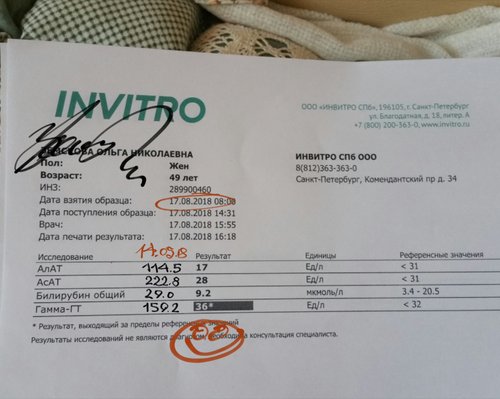 INVITRO
ООО «ИНВИТРО СПб», 196105, г. Санкт-Петербург
ул. Благодатная, д. 18, литер. А
+7 (800) 200-363-0, www.invitro.ru
ОЛЬГА НИКОЛАЕВНА
Пол: Жен
Возраст: 49 лет
ИНЗ: 289900460
Дата взятия образца: 17.08.2018 08:00
Дата поступления образца: 17.08.2018 14:31
Врач: 17.08.2018 15:55
Дата печати результата: 17.08.2018 16:18
ИНВИТРО СПб ООО
8(812)363-363-0
Санкт-Петербург, Комендантский пр д. 34
Исследование Результат Единицы Референсные значения
АлАТ 114.5 17 Ед/л < 31
АсАТ 222.8 28 Ед/л < 31
Билирубин общий 29.0 9.2 мкмоль/л 3.4 - 20.5
Гамма-ГТ 159.2 36* Ед/л < 32
* Результат, выходящий за пределы референсных значений
Результаты исследований не являются диагнозом, необходима консультация специалиста.